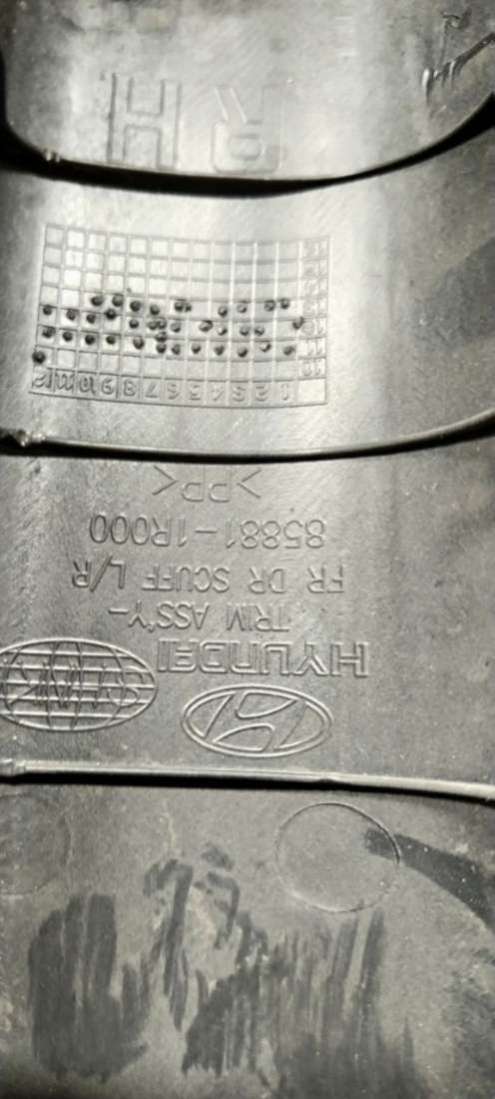 HYUNDAI
TRIM ASS'Y-
FR DR SCUFF L/R
85881-1R000
>PP<
1 2 3 4 5 6 7 8 9 10 11 12
RH